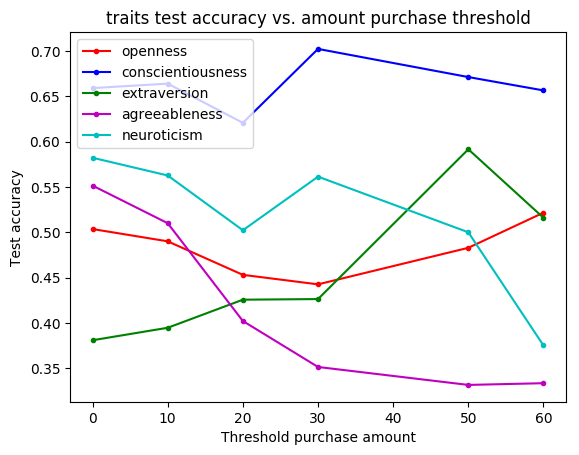 traits test accuracy vs. amount purchase threshold
openness
conscientiousness
extraversion
agreeableness
neuroticism
Test accuracy
0.70
0.65
0.60
0.55
0.50
0.45
0.40
0.35
0
10
20
30
40
50
60
Threshold purchase amount